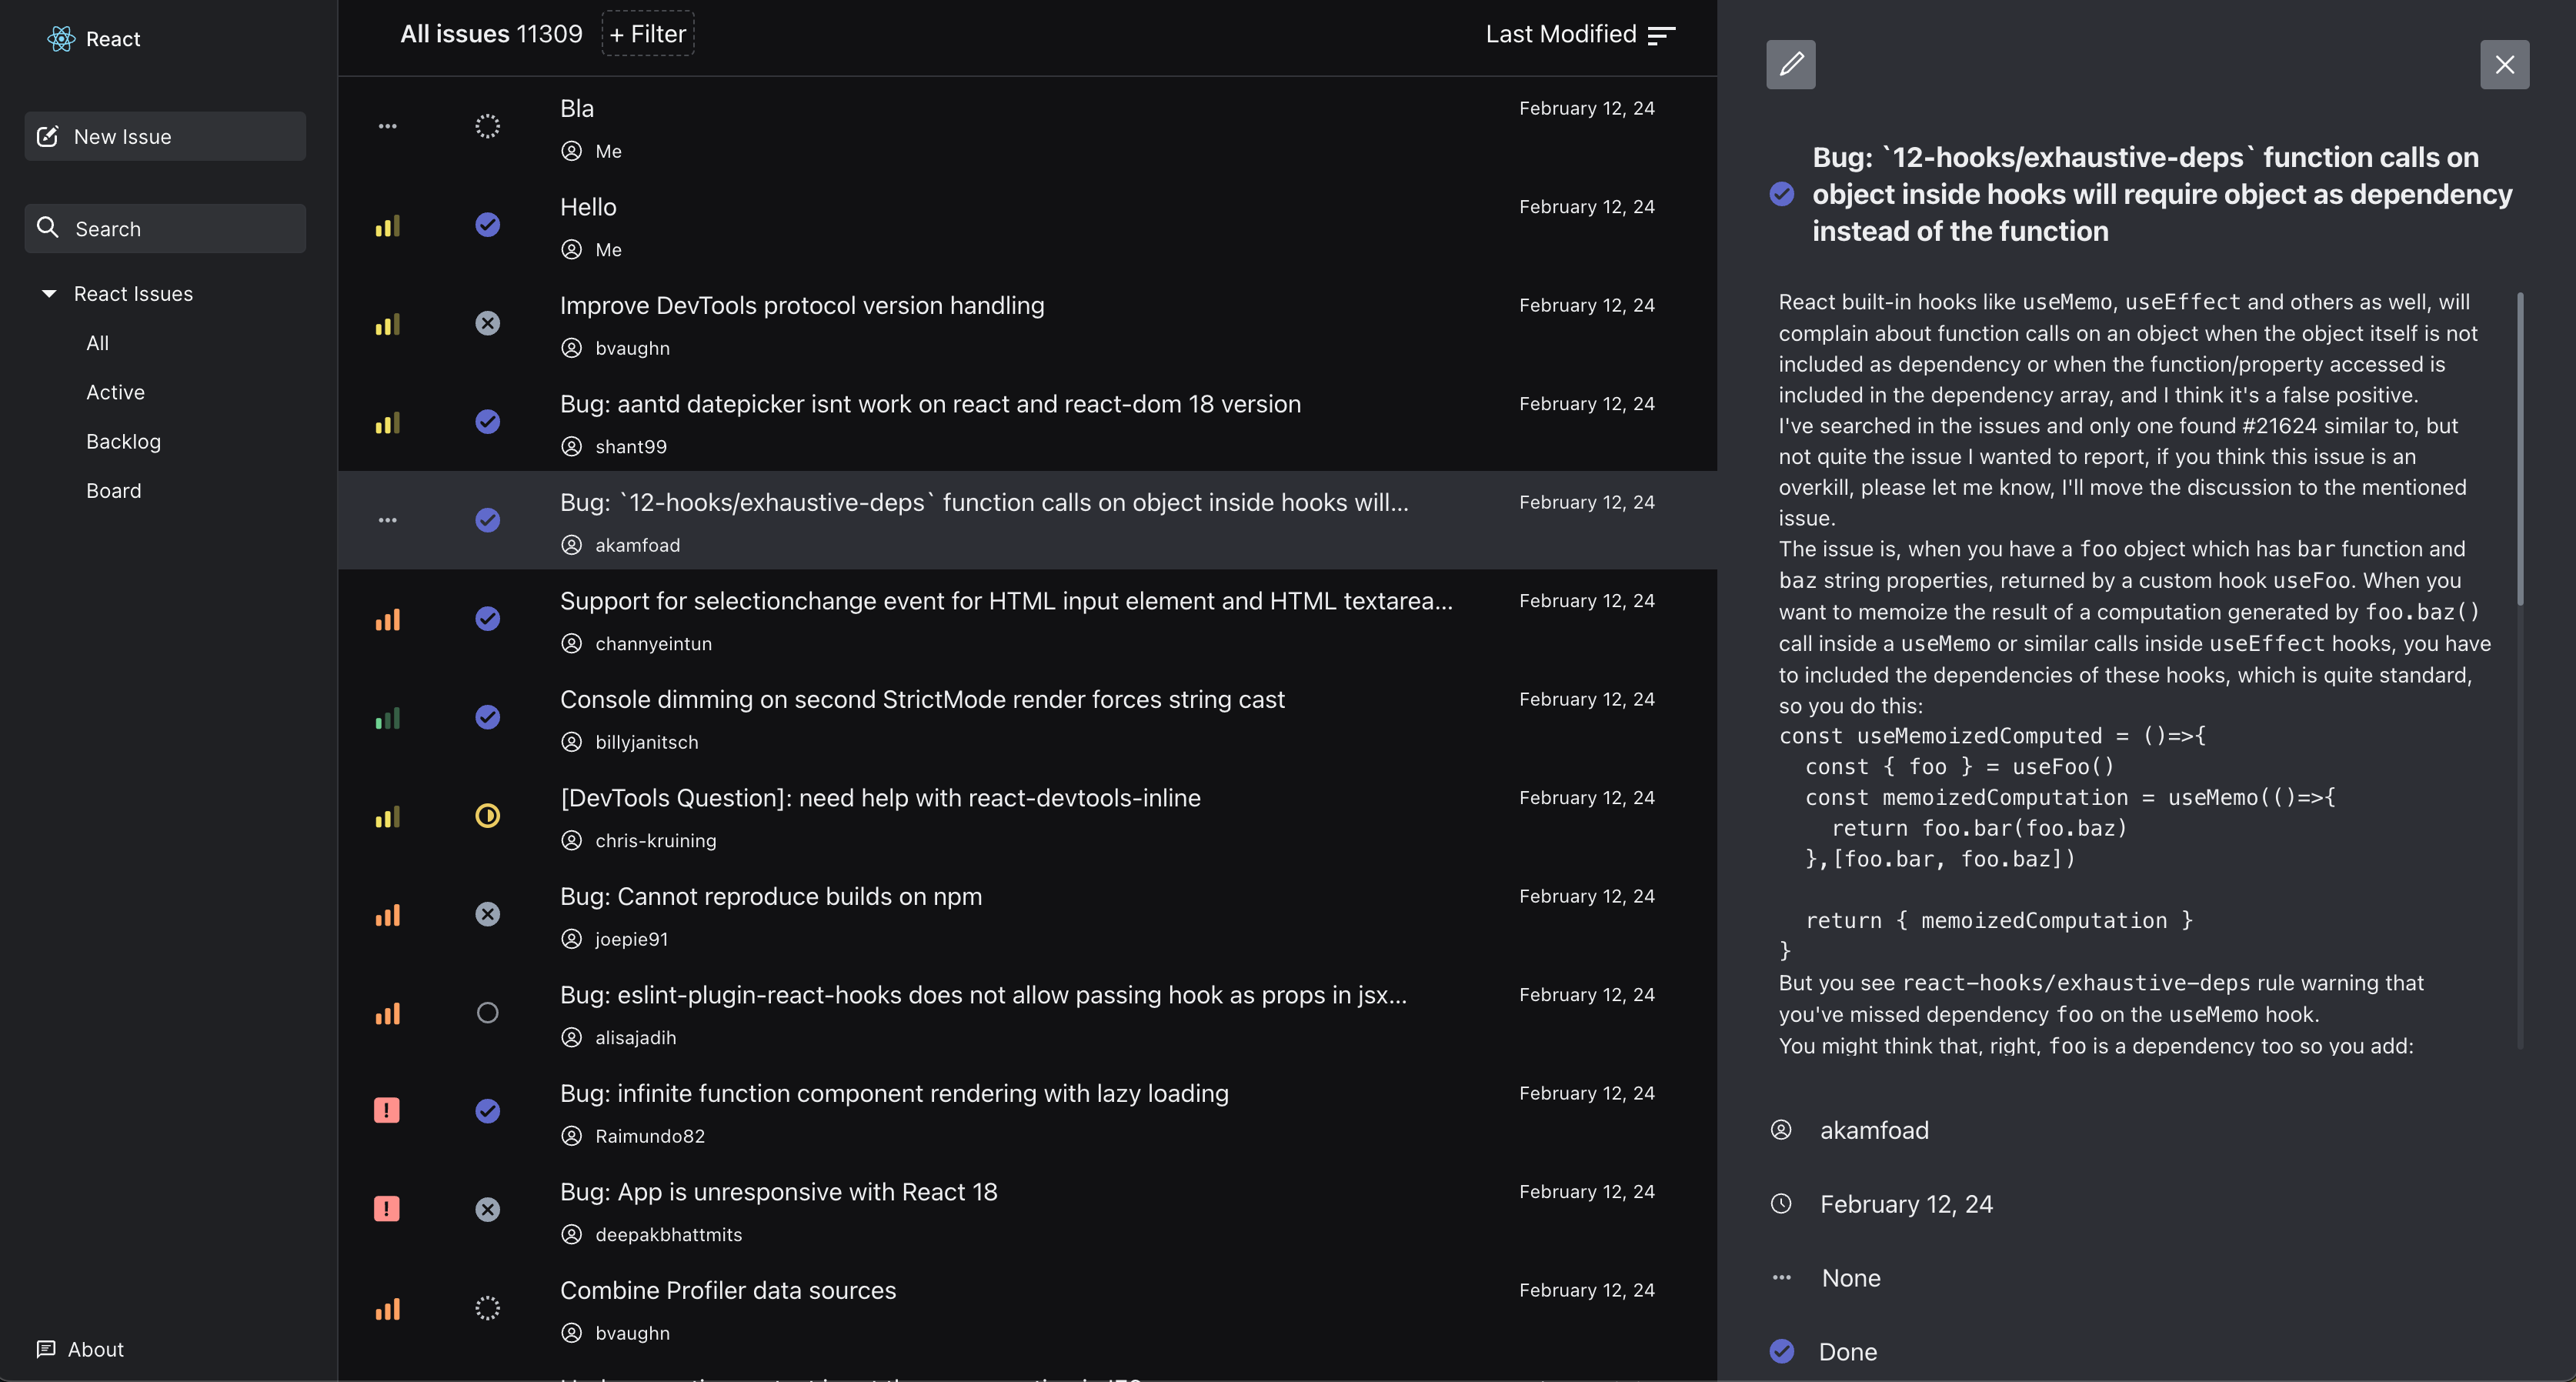 React
New Issue
Search
React Issues
All
Active
Backlog
Board
About
All issues 11309 + Filter
Last Modified
Bla
February 12, 24
Me
Hello
February 12, 24
Me
Improve DevTools protocol version handling
February 12, 24
bvaughn
Bug: aantd datepicker isnt work on react and react-dom 18 version
February 12, 24
shant99
Bug: `12-hooks/exhaustive-deps` function calls on object inside hooks will...
February 12, 24
akamfoad
Support for selectionchange event for HTML input element and HTML textarea...
February 12, 24
channyeintun
Console dimming on second StrictMode render forces string cast
February 12, 24
billyjanitsch
[DevTools Question]: need help with react-devtools-inline
February 12, 24
chris-kruining
Bug: Cannot reproduce builds on npm
February 12, 24
joepie91
Bug: eslint-plugin-react-hooks does not allow passing hook as props in jsx...
February 12, 24
alisajadih
Bug: infinite function component rendering with lazy loading
February 12, 24
Raimundo82
Bug: App is unresponsive with React 18
February 12, 24
deepakbhattmits
Combine Profiler data sources
February 12, 24
bvaughn
Bug: `12-hooks/exhaustive-deps` function calls on
object inside hooks will require object as dependency
instead of the function
React built-in hooks like useMemo, useEffect and others as well, will
complain about function calls on an object when the object itself is not
included as dependency or when the function/property accessed is
included in the dependency array, and I think it's a false positive.
I've searched in the issues and only one found #21624 similar to, but
not quite the issue I wanted to report, if you think this issue is an
overkill, please let me know, I'll move the discussion to the mentioned
issue.
The issue is, when you have a foo object which has bar function and
baz string properties, returned by a custom hook useFoo. When you
want to memoize the result of a computation generated by foo.baz()
call inside a useMemo or similar calls inside useEffect hooks, you have
to included the dependencies of these hooks, which is quite standard,
so you do this:
const useMemoizedComputed = ()=>{
  const { foo } = useFoo()
  const memoizedComputation = useMemo(()=>{
    return foo.bar(foo.baz)
  },[foo.bar, foo.baz])
  return { memoizedComputation }
}
But you see react-hooks/exhaustive-deps rule warning that
you've missed dependency foo on the useMemo hook.
You might think that, right, foo is a dependency too so you add:
akamfoad
February 12, 24
None
Done